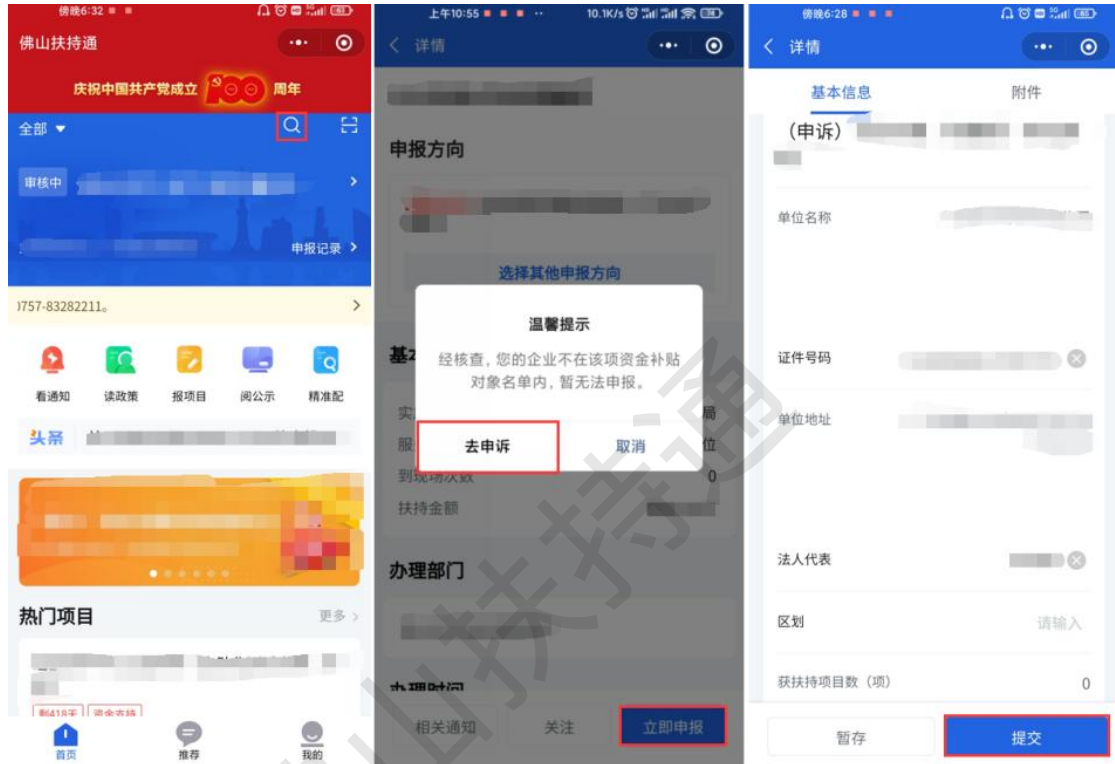 傍晚6:32
63
佛山扶持通
庆祝中国共产党成立100周年
全部
审核中
申报记录
0757-83282211。
看通知
读政策
报项目
阅公示
精准配
头条
热门项目
更多
剩418天
资金支持
首页
推荐
我的
上午10:55
10.1K/s
详情
申报方向
选择其他申报方向
温馨提示
经核查，您的企业不在该项资金补贴
对象名单内，暂无法申报。
去申诉
取消
局
位
到现场次数
0
扶持金额
办理部门
办理时间
相关通知
关注
立即申报
傍晚6:28
详情
基本信息
附件
（申诉）
单位名称
证件号码
单位地址
法人代表
区划
请输入
获扶持项目数（项）
0
暂存
提交
山扶持通